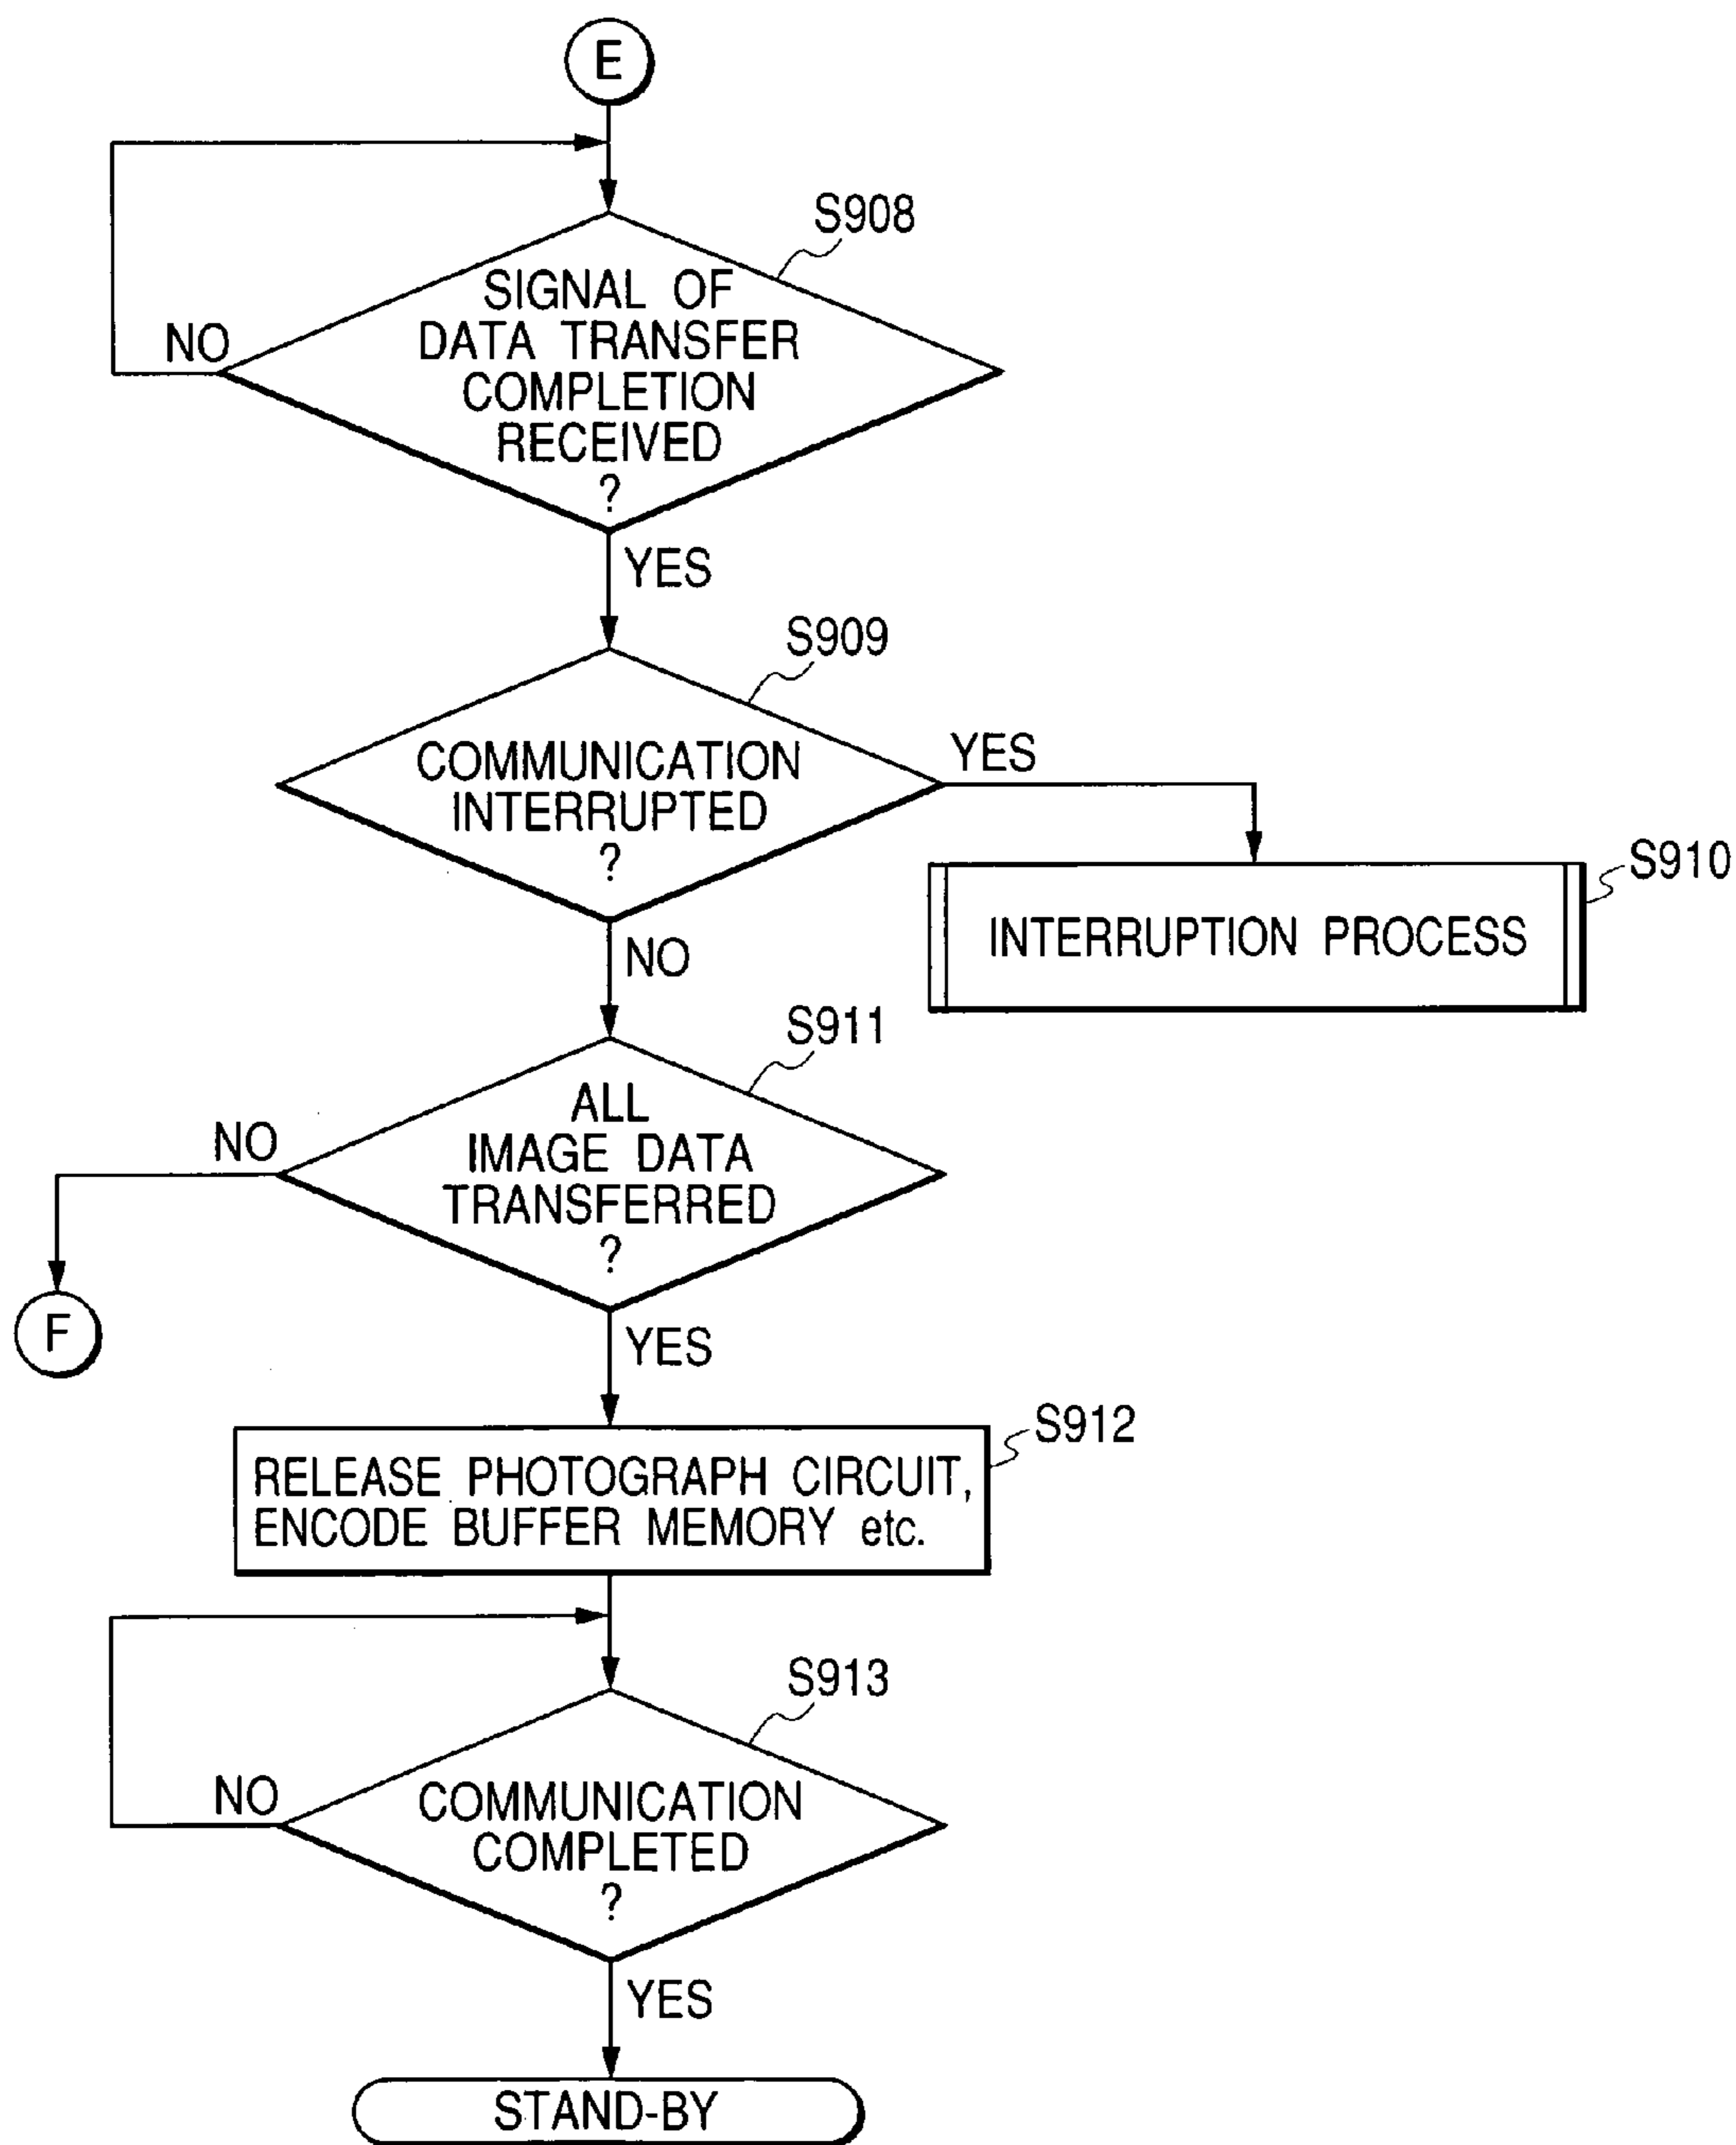 E
S908
SIGNAL OF
DATA TRANSFER
COMPLETION
RECEIVED
?
NO
YES
S909
COMMUNICATION
INTERRUPTED
?
YES
S910
INTERRUPTION PROCESS
NO
S911
ALL
IMAGE DATA
TRANSFERRED
?
NO
F
YES
S912
RELEASE PHOTOGRAPH CIRCUIT,
ENCODE BUFFER MEMORY etc.
S913
COMMUNICATION
COMPLETED
?
NO
YES
STAND-BY